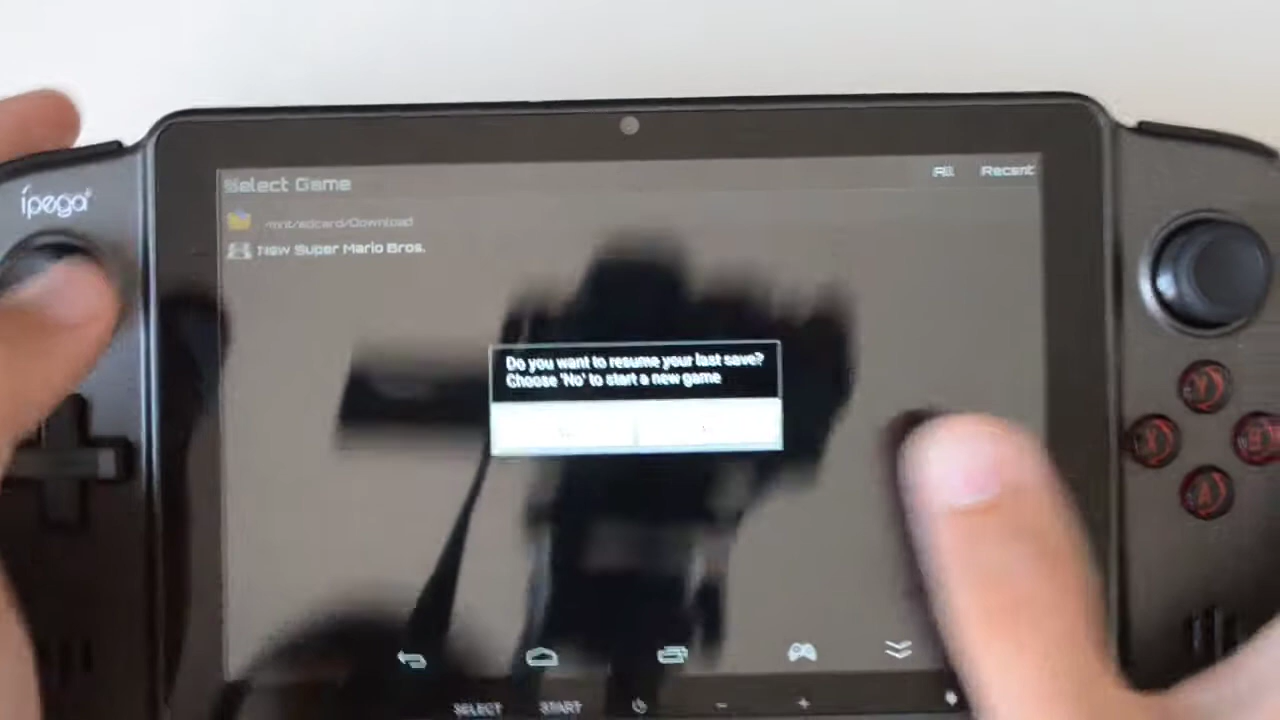 ípega
Select Game
All
Recent
/mnt/sdcard/Download
New Super Mario Bros.
Do you want to resume your last save?
Choose 'No' to start a new game
Y
X
B
A
SELECT
START
-
+